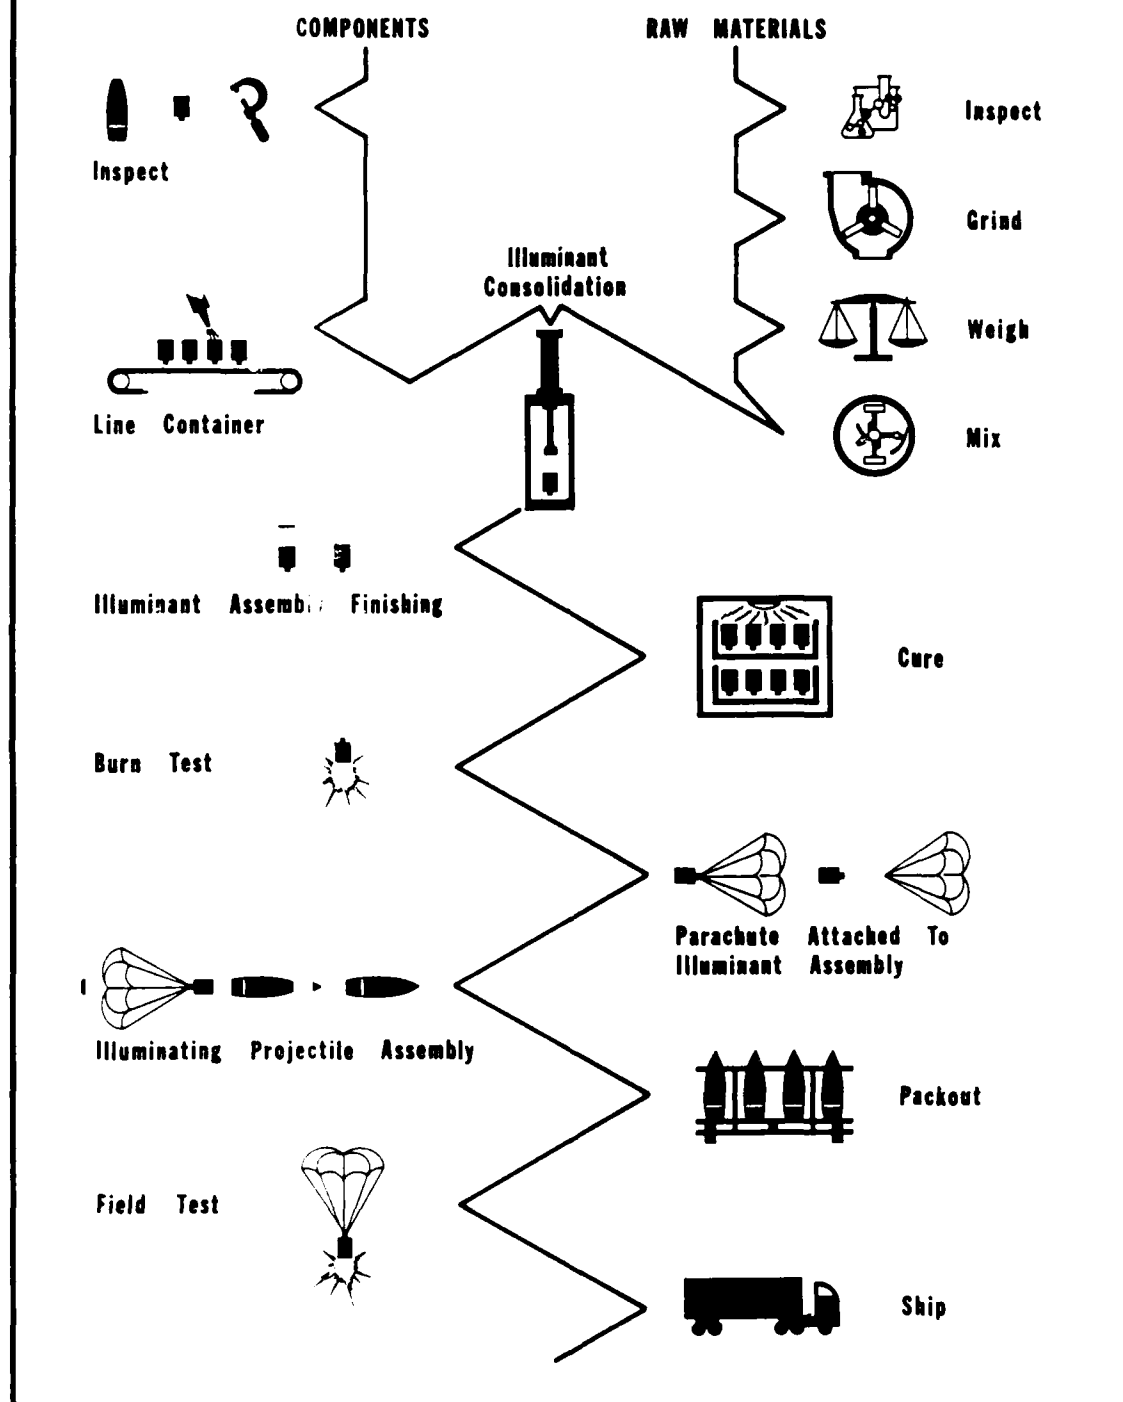 COMPONENTS
RAW MATERIALS
Inspect
Inspect
Grind
Illuminant
Consolidation
Weigh
Line Container
Mix
Illuminant Finishing
Cure
Burn Test
Parachute Attached To
Illuminant Assembly
Illuminating Projectile Assembly
Packout
Field Test
Ship